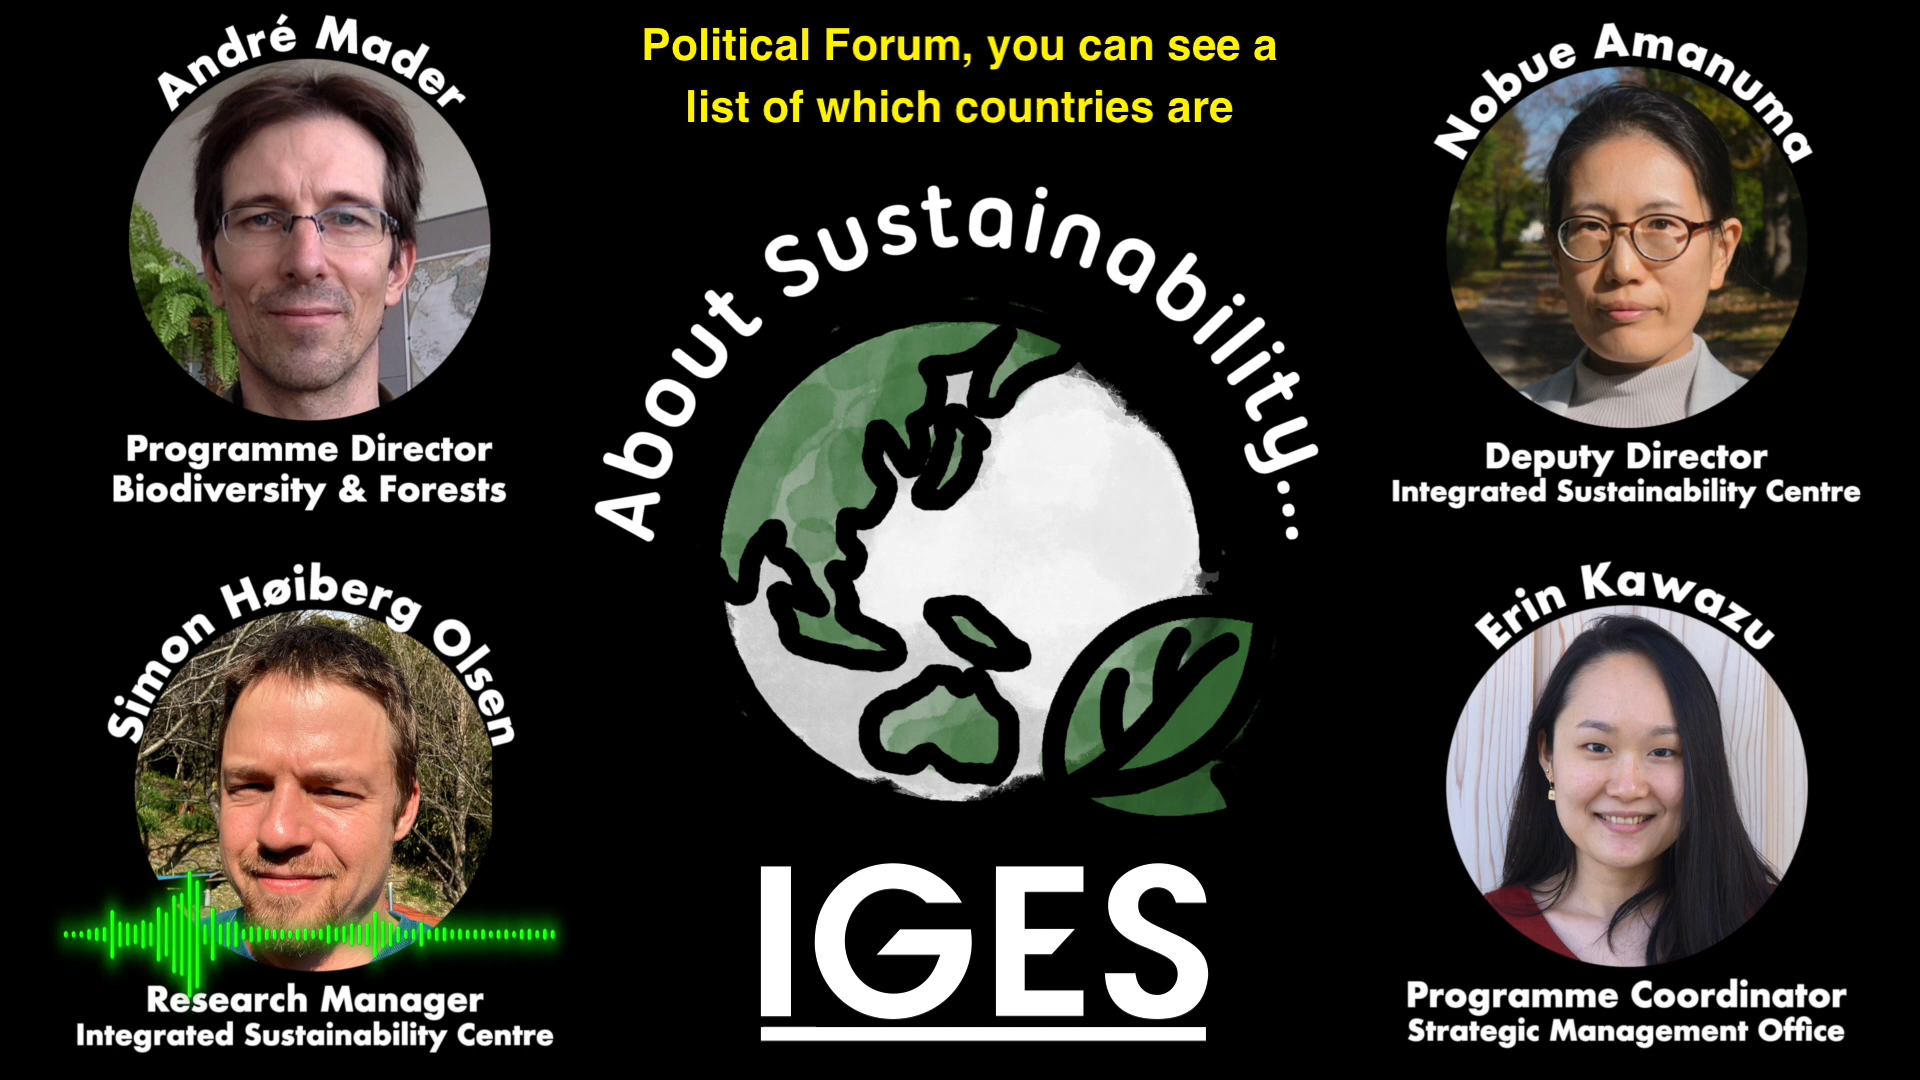 André Mader
Programme Director
Biodiversity & Forests
Political Forum, you can see a
list of which countries are
About Sustainability...
IGES
Nobue Amanuma
Deputy Director
Integrated Sustainability Centre
Simon Høiberg Olsen
Research Manager
Integrated Sustainability Centre
Erin Kawazu
Programme Coordinator
Strategic Management Office